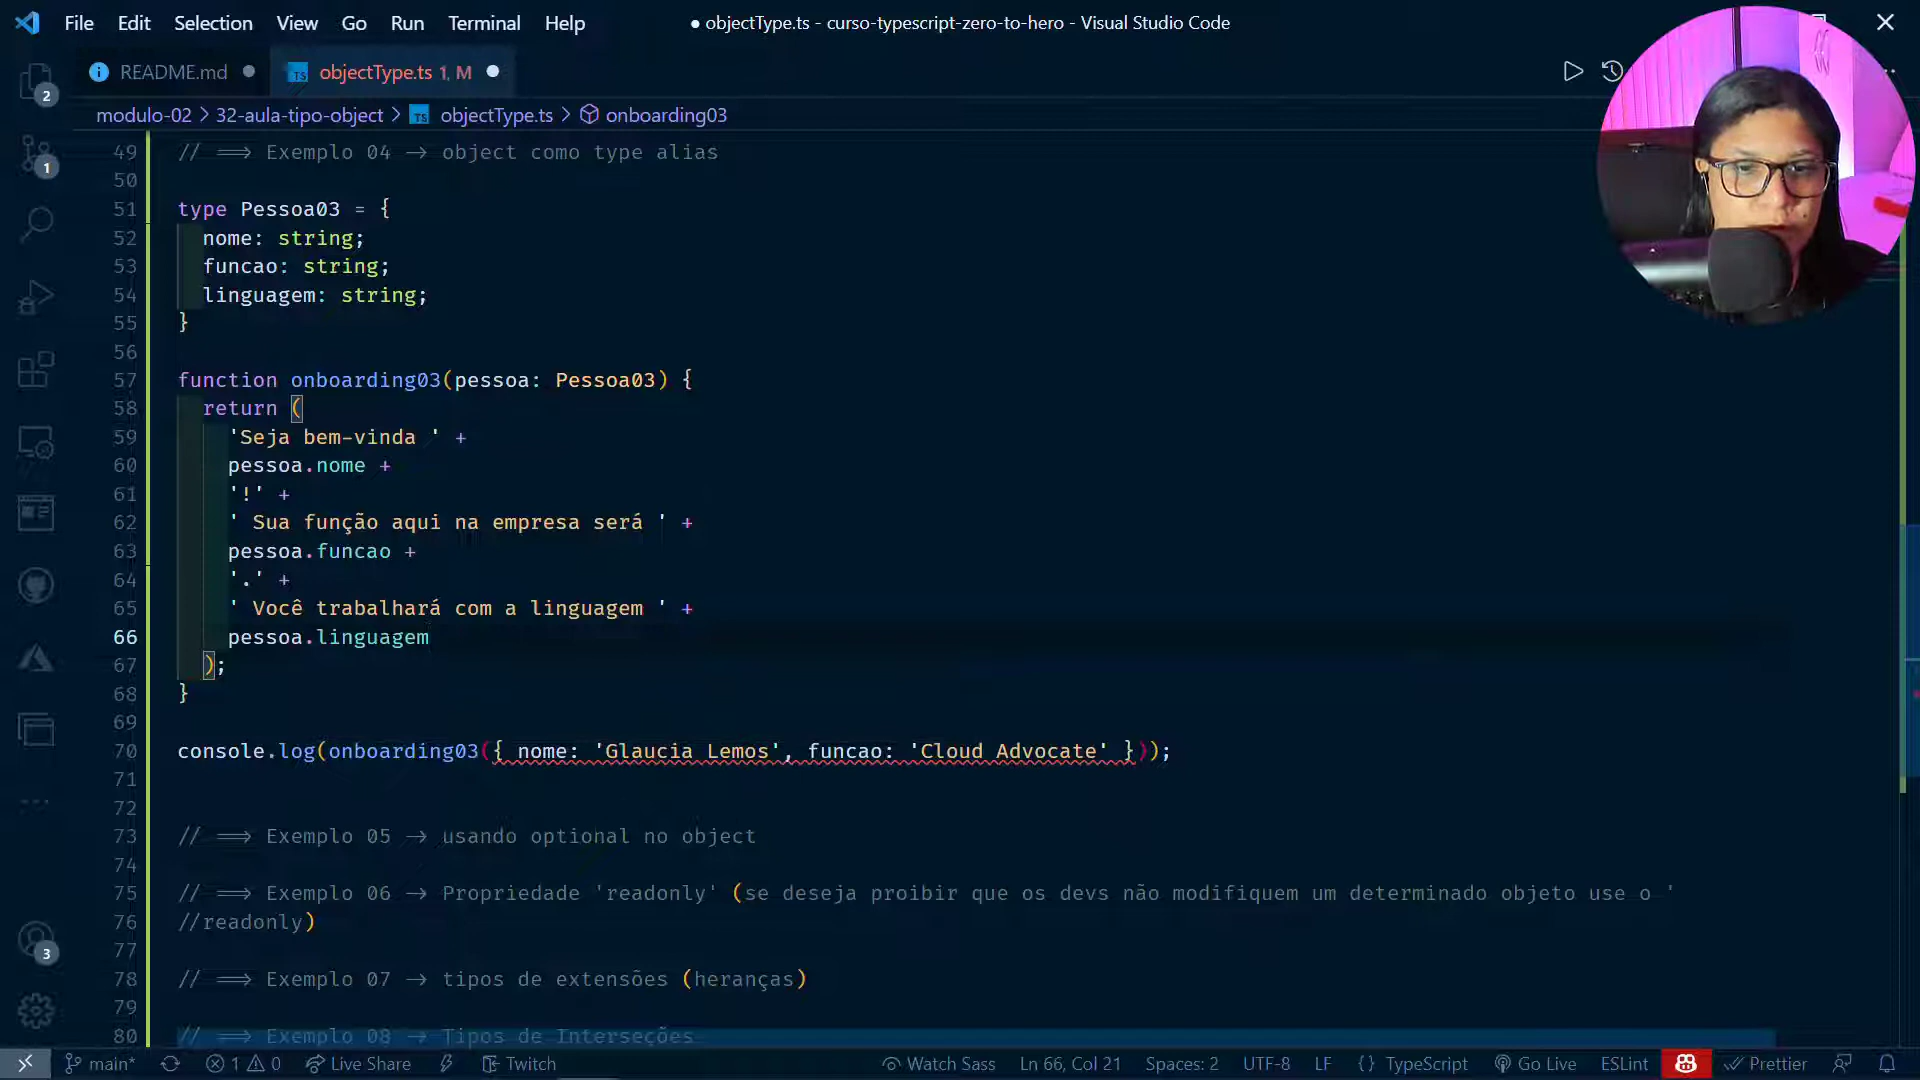 File Edit Selection View Go Run Terminal Help
● objectType.ts - curso-typescript-zero-to-hero - Visual Studio Code
README.md
TS objectType.ts 1, M
modulo-02 > 32-aula-tipo-object > TS objectType.ts > onboarding03
2
1
3
49 // ==> Exemplo 04 -> object como type alias
50
51 type Pessoa03 = {
52 nome: string;
53 funcao: string;
54 linguagem: string;
55 }
56
57 function onboarding03(pessoa: Pessoa03) {
58 return (
59 'Seja bem-vinda ' +
60 pessoa.nome +
61 '!' +
62 ' Sua função aqui na empresa será ' +
63 pessoa.funcao +
64 '.' +
65 ' Você trabalhará com a linguagem ' +
66 pessoa.linguagem
67 );
68 }
69
70 console.log(onboarding03({ nome: 'Glaucia Lemos', funcao: 'Cloud Advocate' }));
71
72
73 // ==> Exemplo 05 -> usando optional no object
74
75 // ==> Exemplo 06 -> Propriedade 'readonly' (se deseja proibir que os devs não modifiquem um determinado objeto use o '
76 //readonly)
77
78 // ==> Exemplo 07 -> tipos de extensões (heranças)
79
80 // ==> Exemplo 08 -> Tipos de Interseções
main* 1 0 Live Share Twitch Watch Sass Ln 66, Col 21 Spaces: 2 UTF-8 LF {} TypeScript Go Live ESLint Prettier